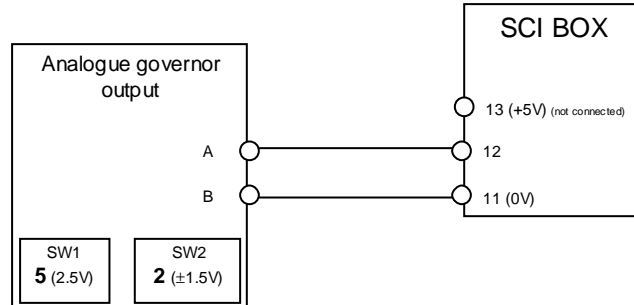 SCI BOX
Analogue governor
output
13 (+5V) (not connected)
A
12
B
11 (0V)
SW1
5 (2.5V)
SW2
2 (±1.5V)